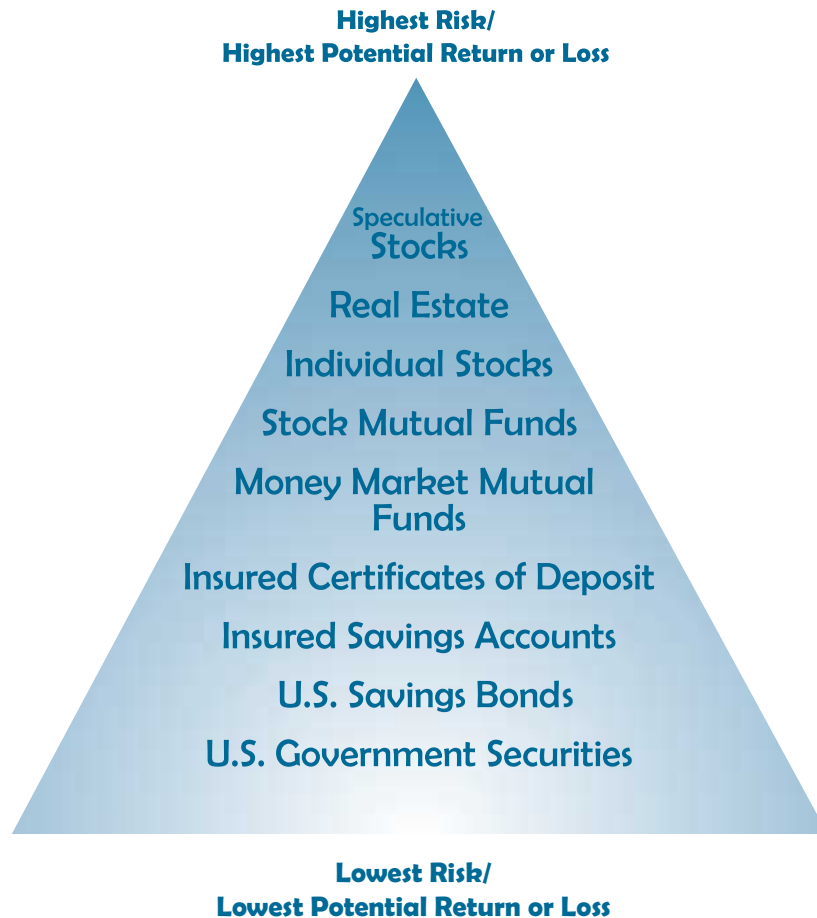 Highest Risk/
Highest Potential Return or Loss
Speculative
Stocks
Real Estate
Individual Stocks
Stock Mutual Funds
Money Market Mutual
Funds
Insured Certificates of Deposit
Insured Savings Accounts
U.S. Savings Bonds
U.S. Government Securities
Lowest Risk/
Lowest Potential Return or Loss